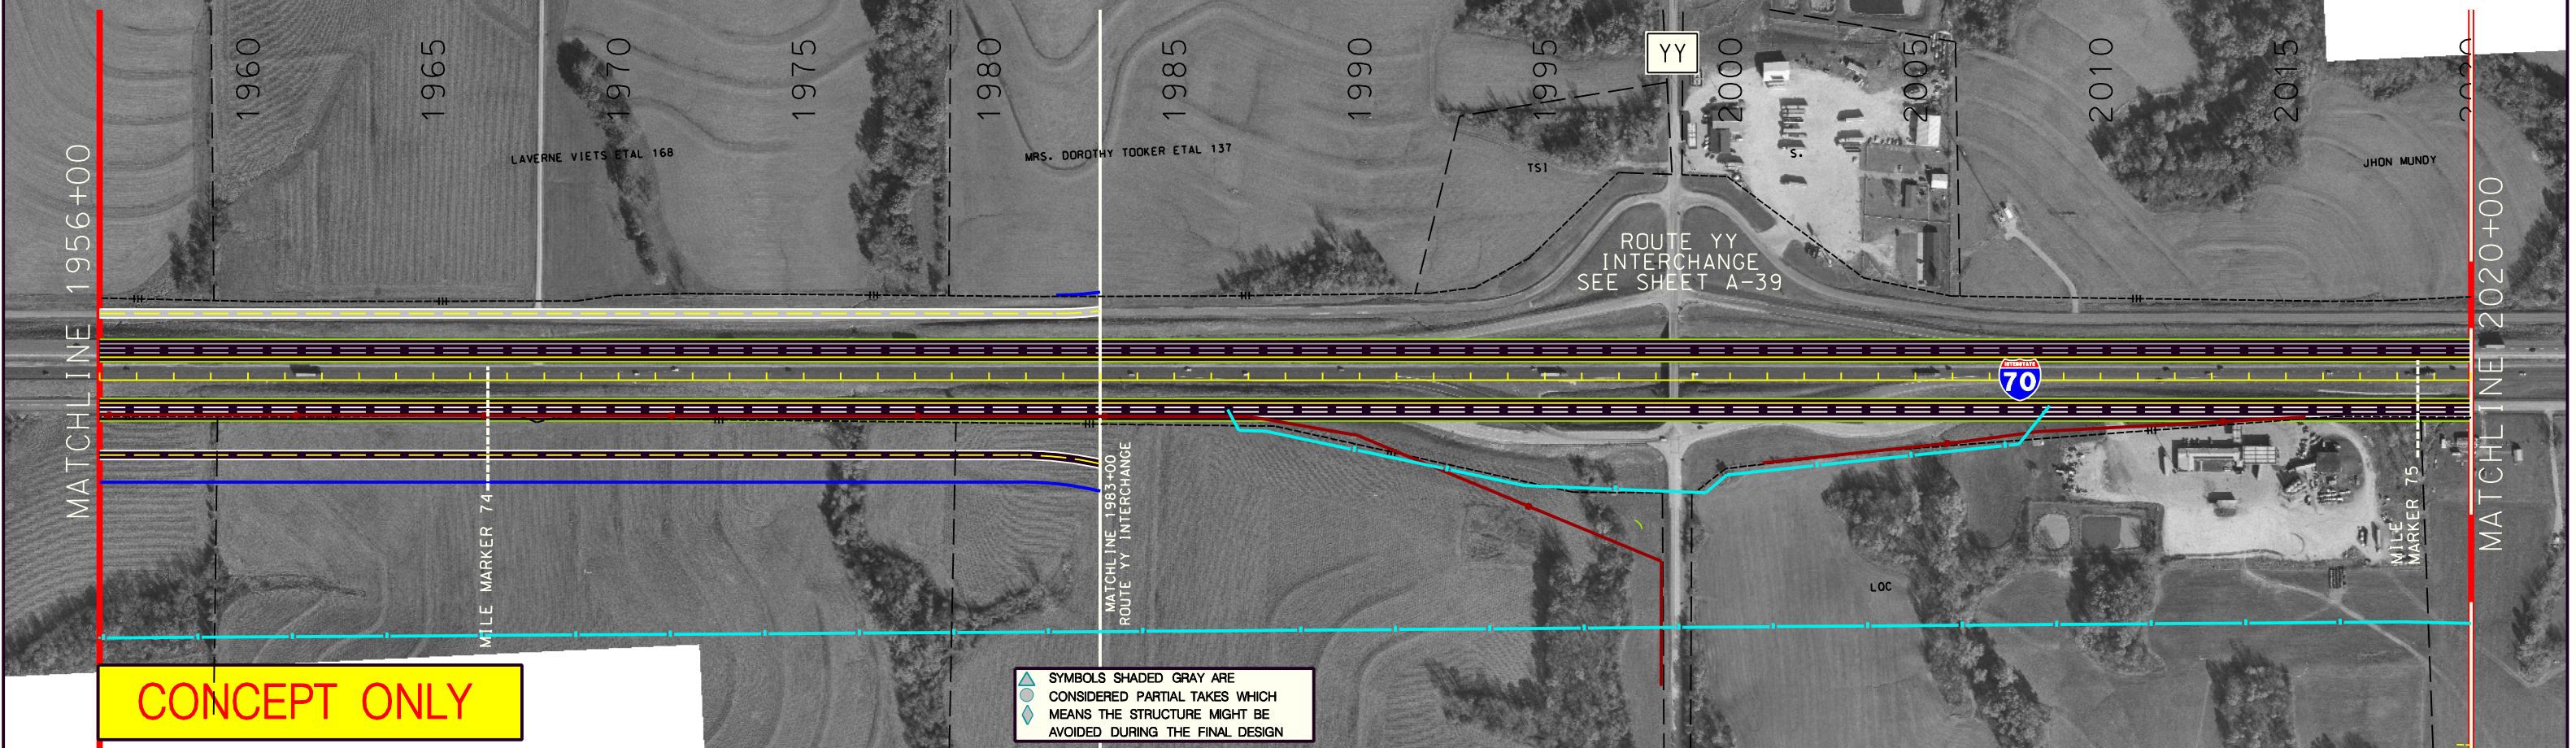 1960
1965
1970
1975
1980
1985
1990
1995
YY
2000
2005
2010
2015
2020
LAVERNE VIETS ETAL 168
MRS. DOROTHY TOOKER ETAL 137
TSI
S.
JHON MUNDY
MATCHLINE 1956+00
ROUTE YY
INTERCHANGE
SEE SHEET A-39
MATCHLINE 2020+00
INTERSTATE
70
MILE MARKER 74
MATCHLINE 1983+00
ROUTE YY INTERCHANGE
MILE
MARKER 75
LOC
CONCEPT ONLY
SYMBOLS SHADED GRAY ARE
CONSIDERED PARTIAL TAKES WHICH
MEANS THE STRUCTURE MIGHT BE
AVOIDED DURING THE FINAL DESIGN